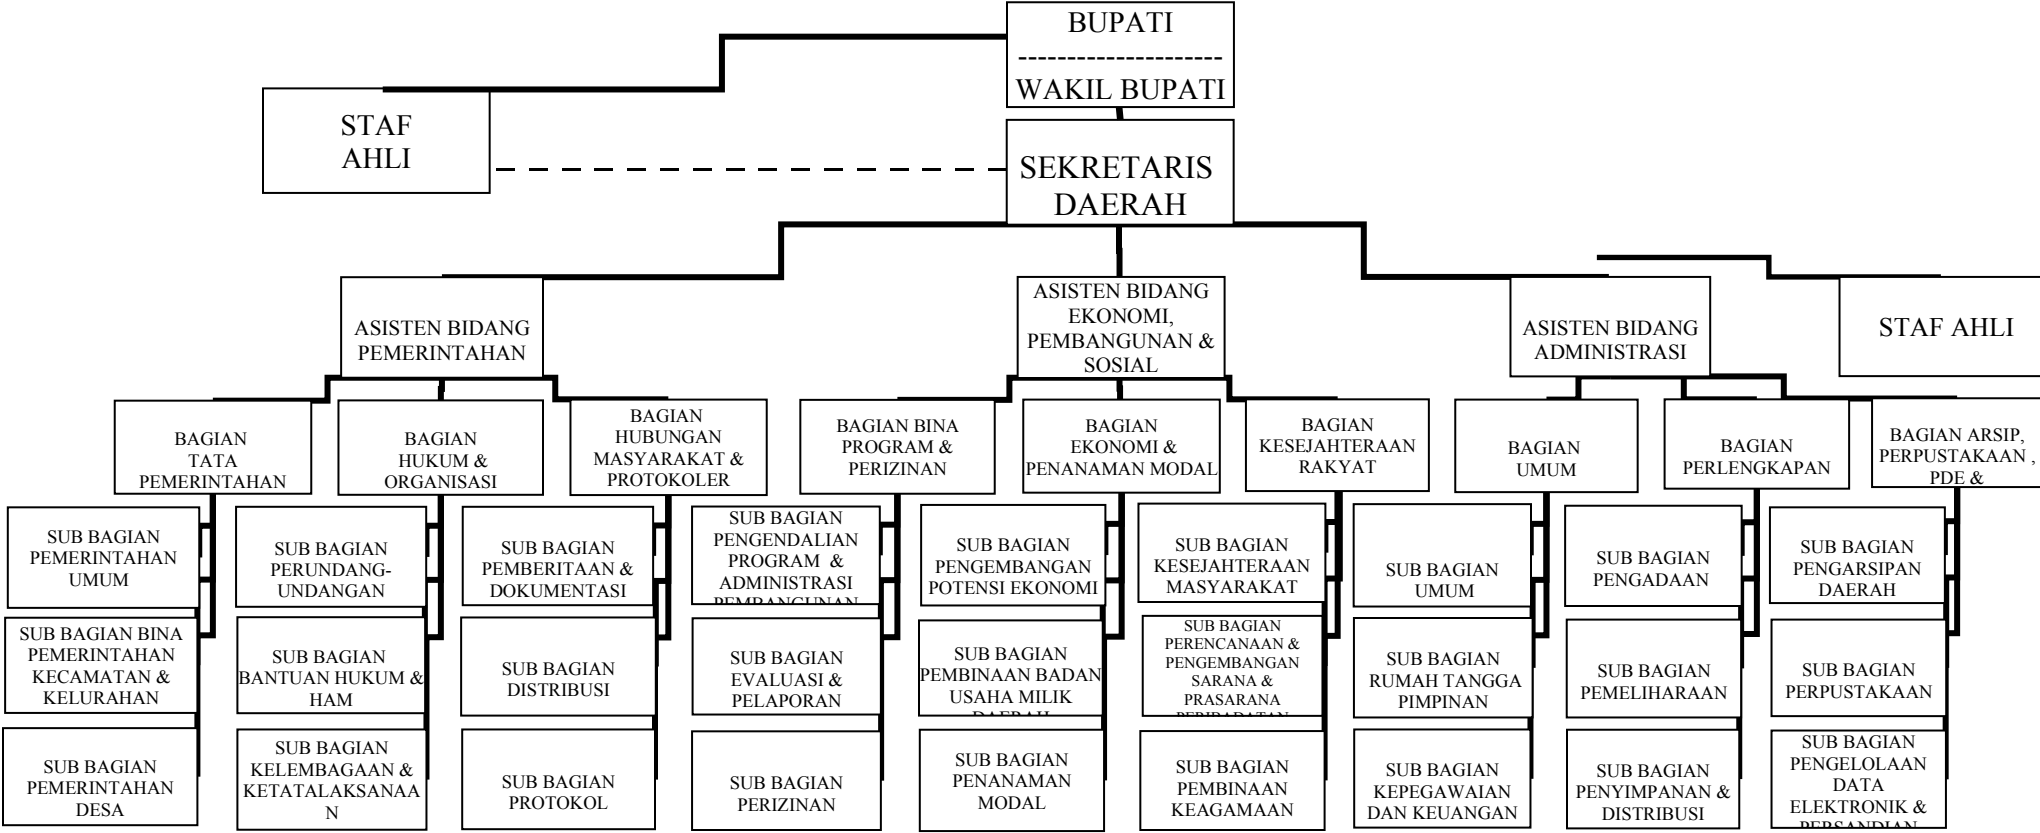 BUPATI
----------------------
WAKIL BUPATI
STAF
AHLI
SEKRETARIS
DAERAH
ASISTEN BIDANG
PEMERINTAHAN
ASISTEN BIDANG
EKONOMI,
PEMBANGUNAN &
SOSIAL
ASISTEN BIDANG
ADMINISTRASI
STAF AHLI
BAGIAN
TATA
PEMERINTAHAN
BAGIAN
HUKUM &
ORGANISASI
BAGIAN
HUBUNGAN
MASYARAKAT &
PROTOKOLER
BAGIAN BINA
PROGRAM &
PERIZINAN
BAGIAN
EKONOMI &
PENANAMAN MODAL
BAGIAN
KESEJAHTERAAN
RAKYAT
BAGIAN
UMUM
BAGIAN
PERLENGKAPAN
BAGIAN ARSIP,
PERPUSTAKAAN ,
PDE &
SUB BAGIAN
PEMERINTAHAN
UMUM
SUB BAGIAN
PERUNDANG-
UNDANGAN
SUB BAGIAN
PEMBERITAAN &
DOKUMENTASI
SUB BAGIAN
PENGENDALIAN
PROGRAM &
ADMINISTRASI
PEMBANGUNAN
SUB BAGIAN
PENGEMBANGAN
POTENSI EKONOMI
SUB BAGIAN
KESEJAHTERAAN
MASYARAKAT
SUB BAGIAN
UMUM
SUB BAGIAN
PENGADAAN
SUB BAGIAN
PENGARSIPAN
DAERAH
SUB BAGIAN BINA
PEMERINTAHAN
KECAMATAN &
KELURAHAN
SUB BAGIAN
BANTUAN HUKUM &
HAM
SUB BAGIAN
DISTRIBUSI
SUB BAGIAN
EVALUASI &
PELAPORAN
SUB BAGIAN
PEMBINAAN BADAN
USAHA MILIK
DAERAH
SUB BAGIAN
PERENCANAAN &
PENGEMBANGAN
SARANA &
PRASARANA
PERIBADATAN
SUB BAGIAN
RUMAH TANGGA
PIMPINAN
SUB BAGIAN
PEMELIHARAAN
SUB BAGIAN
PERPUSTAKAAN
SUB BAGIAN
PEMERINTAHAN
DESA
SUB BAGIAN
KELEMBAGAAN &
KETATALAKSANAA
N
SUB BAGIAN
PROTOKOL
SUB BAGIAN
PERIZINAN
SUB BAGIAN
PENANAMAN
MODAL
SUB BAGIAN
PEMBINAAN
KEAGAMAAN
SUB BAGIAN
KEPEGAWAIAN
DAN KEUANGAN
SUB BAGIAN
PENYIMPANAN &
DISTRIBUSI
SUB BAGIAN
PENGELOLAAN
DATA
ELEKTRONIK &
PERSANDIAN